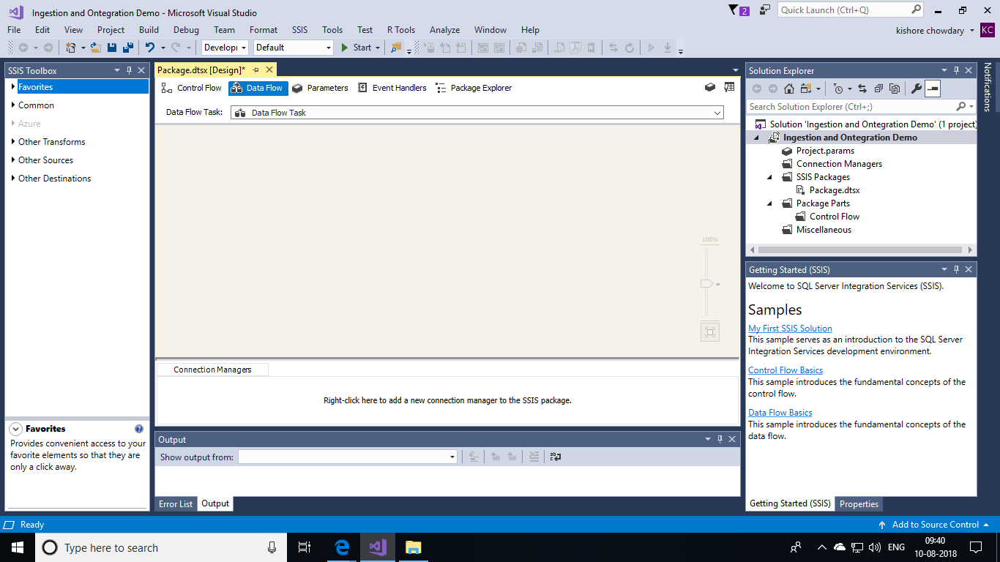 Ingestion and Ontegration Demo - Microsoft Visual Studio
2
Quick Launch (Ctrl+Q)
File Edit View Project Build Debug Team Format SSIS Tools Test R Tools Analyze Window Help
kishore chowdary KC
Developi Default Start
SSIS Toolbox
Favorites
Common
Azure
Other Transforms
Other Sources
Other Destinations
Favorites
Provides convenient access to your
favorite elements so that they are
only a click away.
Package.dtsx [Design]*
Control Flow Data Flow Parameters Event Handlers Package Explorer
Data Flow Task: Data Flow Task
100%
Connection Managers
Right-click here to add a new connection manager to the SSIS package.
Output
Show output from:
Error List Output
Solution Explorer
Search Solution Explorer (Ctrl+;)
Solution 'Ingestion and Ontegration Demo' (1 project)
Ingestion and Ontegration Demo
Project.params
Connection Managers
SSIS Packages
Package.dtsx
Package Parts
Control Flow
Miscellaneous
Getting Started (SSIS)
Welcome to SQL Server Integration Services (SSIS).
Samples
My First SSIS Solution
This sample serves as an introduction to the SQL Server
Integration Services development environment.
Control Flow Basics
This sample introduces the fundamental concepts of the
control flow.
Data Flow Basics
This sample introduces the fundamental concepts of the
data flow.
Getting Started (SSIS) Properties
Notifications
Ready
Add to Source Control
Type here to search
ENG
09:40
10-08-2018